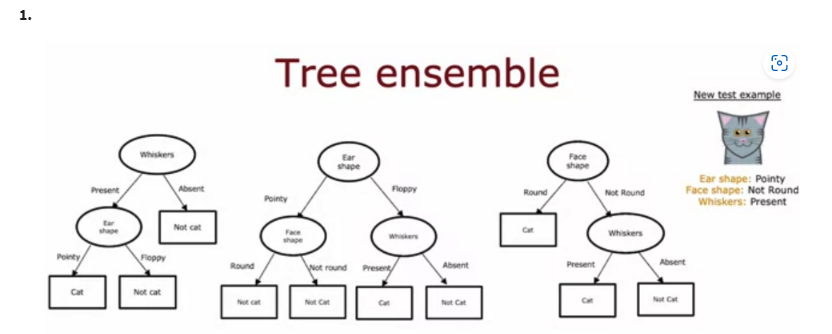 1.
Tree ensemble
New test example
Ear shape: Pointy
Face shape: Not Round
Whiskers: Present
Whiskers
Present
Absent
Ear
shape
Not cat
Pointy
Floppy
Cat
Not cat
Ear
shape
Pointy
Floppy
Face
shape
Whiskers
Round
Not round
Present
Absent
Not cat
Not Cat
Cat
Not Cat
Face
shape
Round
Not Round
Cat
Whiskers
Present
Absent
Cat
Not Cat